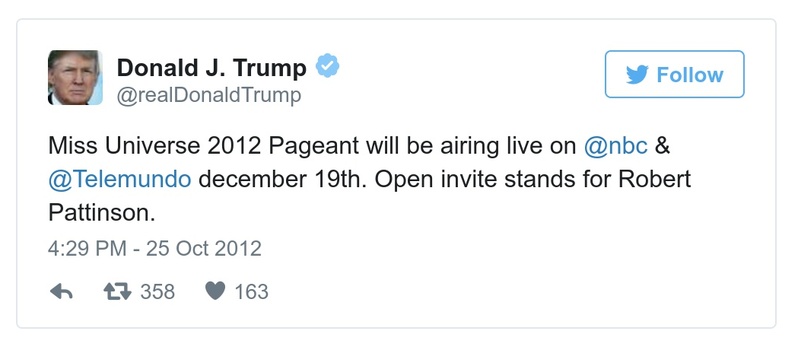 Donald J. Trump
@realDonaldTrump
Follow
Miss Universe 2012 Pageant will be airing live on @nbc &
@Telemundo december 19th. Open invite stands for Robert
Pattinson.
4:29 PM - 25 Oct 2012
358 163